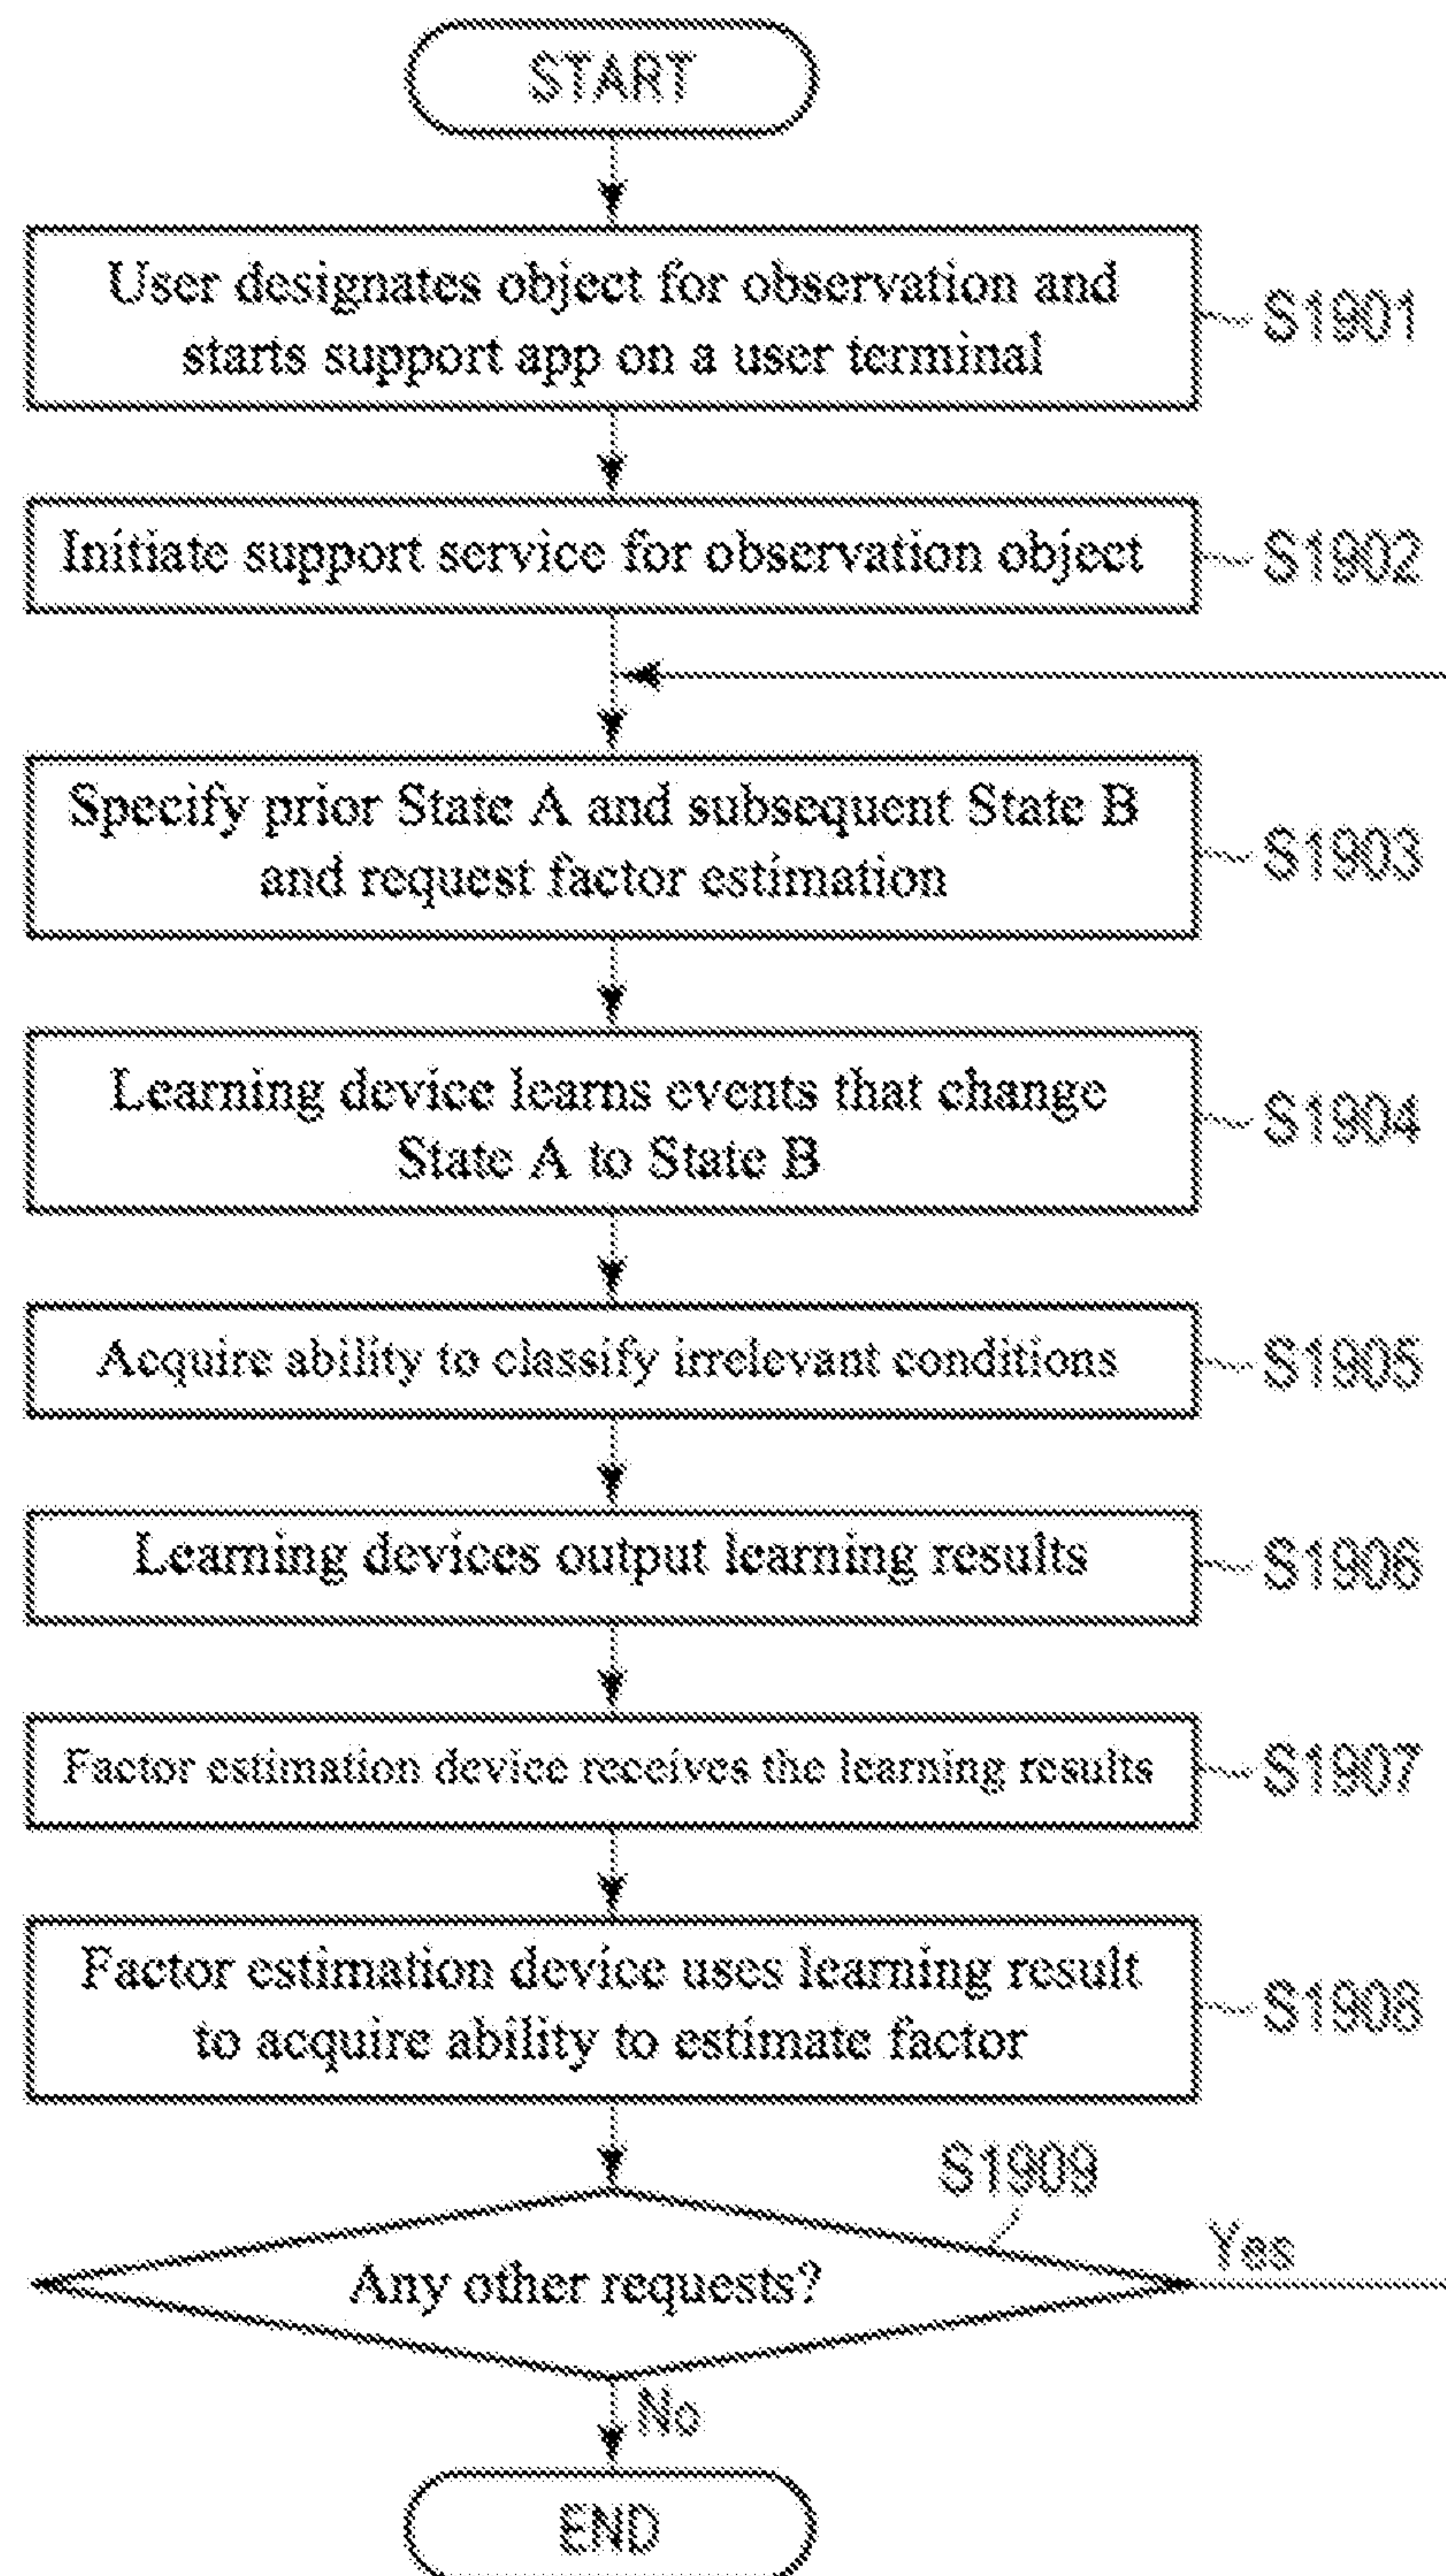 START
User designates object for observation and
starts support app on a user terminal
S1901
Initiate support service for observation object
S1902
Specify prior State A and subsequent State B
and request factor estimation
S1903
Learning device learns events that change
State A to State B
S1904
Acquire ability to classify irrelevant conditions
S1905
Learning devices output learning results
S1906
Factor estimation device receives the learning results
S1907
Factor estimation device uses learning result
to acquire ability to estimate factor
S1908
S1909
Any other requests?
Yes
No
END